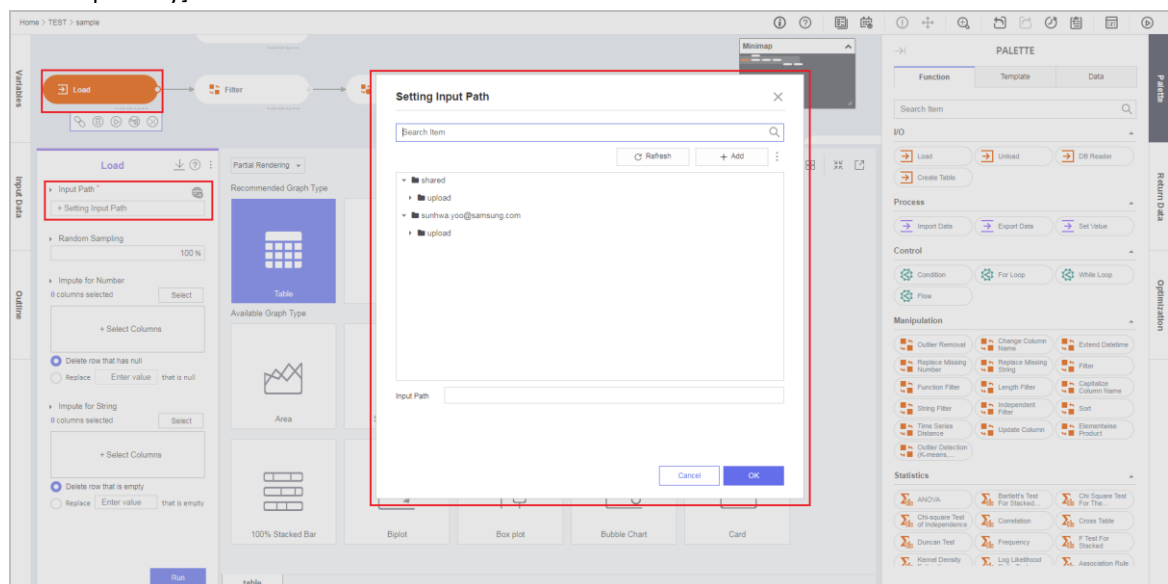 Home > TEST > sample
Minimap
Variables
Input Data
Outline
Load
Filter
Load
Input Path *
+ Setting Input Path
Random Sampling
100 %
Impute for Number
0 columns selected
Select
+ Select Columns
Delete row that has null
Replace Enter value that is null
Impute for String
0 columns selected
Select
+ Select Columns
Delete row that is empty
Replace Enter value that is empty
Run
Partial Rendering
Recommended Graph Type
Table
Available Graph Type
Area
100% Stacked Bar
Biplot
Box plot
Bubble Chart
Card
table
Setting Input Path
Search Item
Refresh
+ Add
shared
upload
sunhwa.yoo@samsung.com
upload
Input Path
Cancel
OK
PALETTE
Function
Template
Data
Search Item
I/O
Load
Unload
DB Reader
Create Table
Process
Import Data
Export Data
Set Value
Control
Condition
For Loop
While Loop
Flow
Manipulation
Outlier Removal
Change Column
Name
Extend Datetime
Replace Missing
Number
Replace Missing
String
Filter
Function Filter
Length Filter
Capitalize
Column Name
String Filter
Independent
Filter
Sort
Time Series
Distance
Update Column
Elementwise
Product
Outlier Detection
(K-means,...
Statistics
ANOVA
Bartlett's Test
For Stacked...
Chi Square Test
For The...
Chi-square Test
of Independence
Correlation
Cross Table
Duncan Test
Frequency
F Test For
Stacked
Kernel Density
Log Likelihood
Association Rule
Palette
Return Data
Optimization